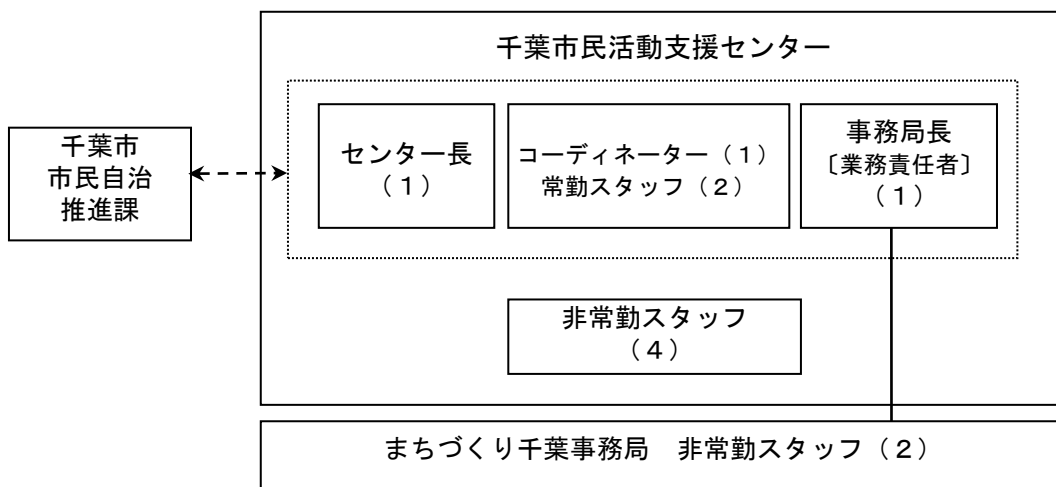 千葉市民活動支援センター
千葉市
市民自治
推進課
センター長
（１）
コーディネーター（１）
常勤スタッフ（２）
事務局長
〔業務責任者〕
（１）
非常勤スタッフ
（４）
まちづくり千葉事務局　非常勤スタッフ（２）